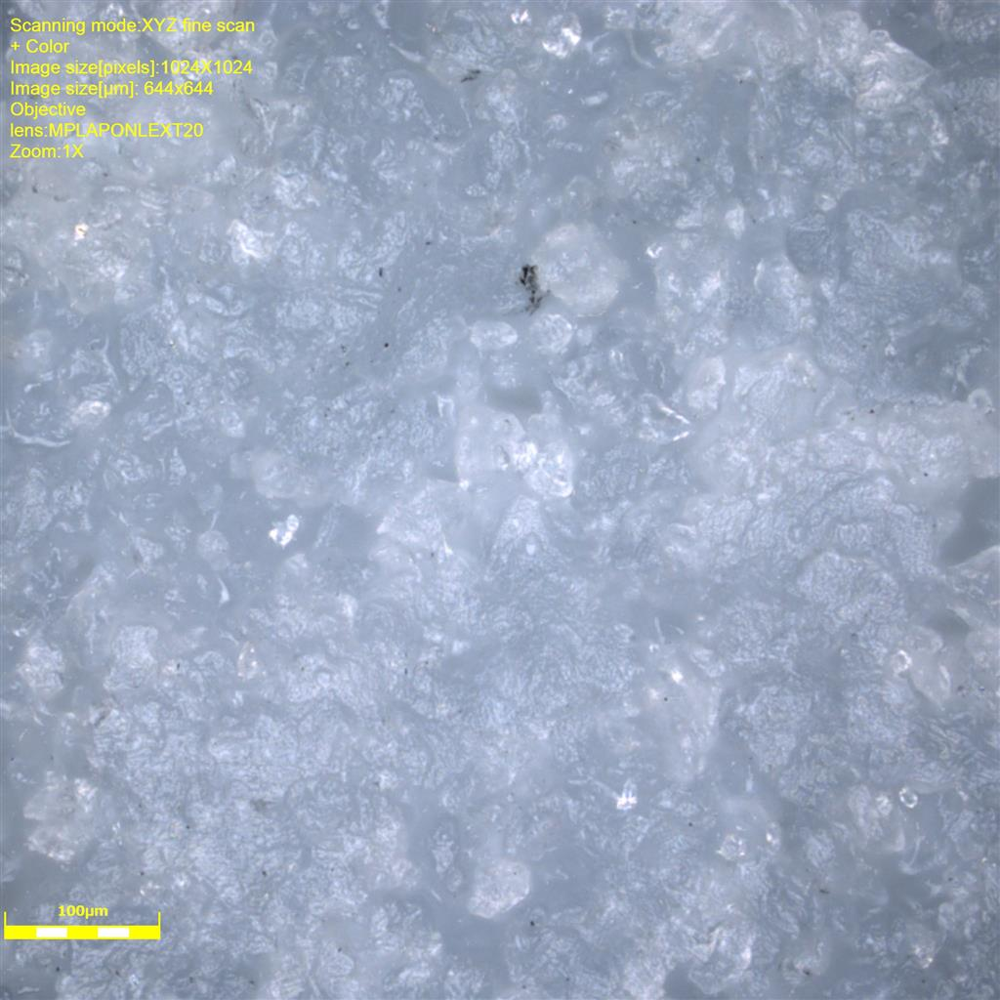 Scanning mode:XYZ fine scan
+ Color
Image size[pixels]:1024X1024
Image size[µm]: 644x644
Objective
lens:MPLAPONLEXT20
Zoom:1X
100µm